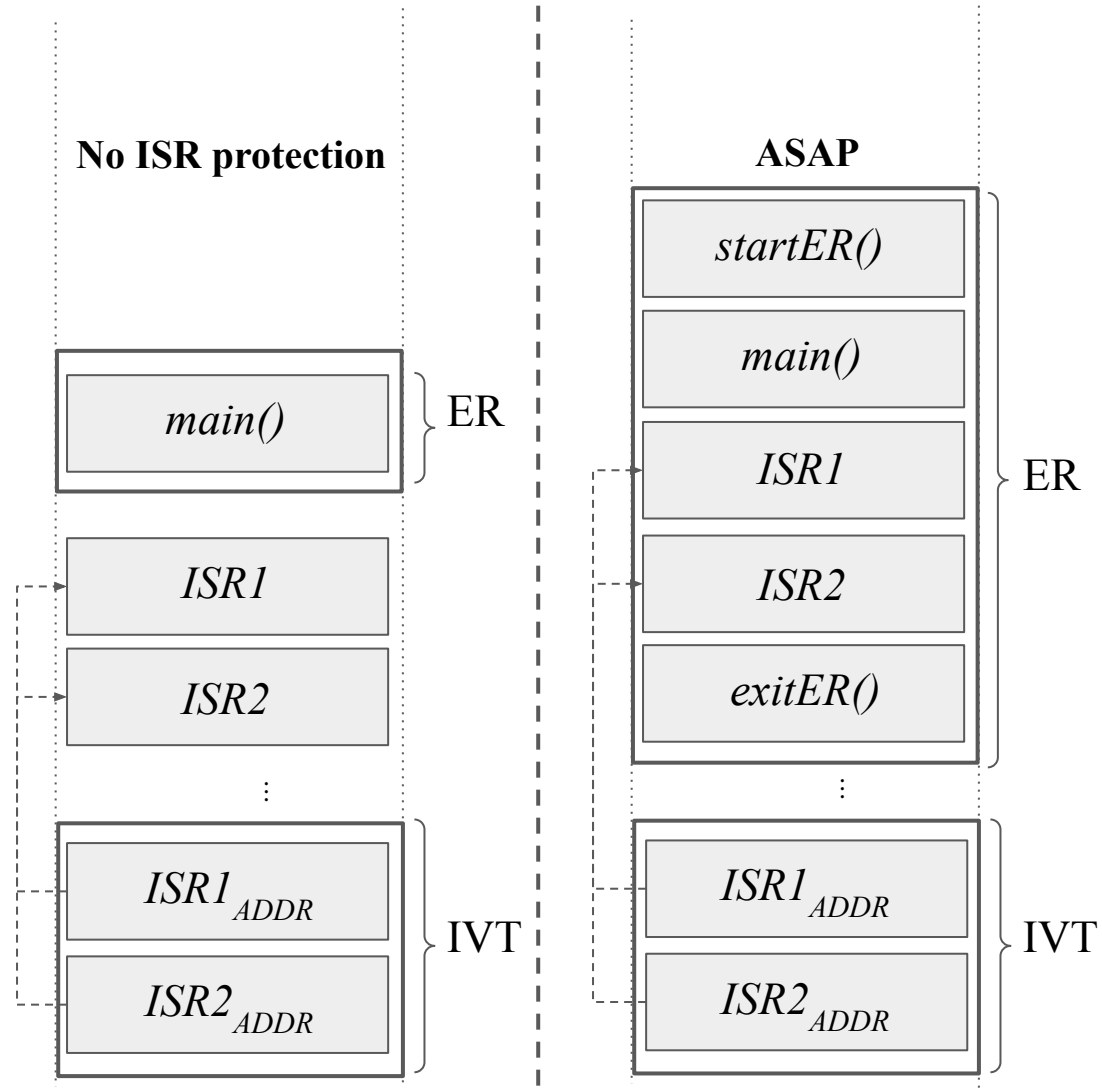 No ISR protection
main()
ER
ISR1
ISR2
...
ISR1ADDR
IVT
ISR2ADDR
ASAP
startER()
main()
ISR1
ER
ISR2
exitER()
...
ISR1ADDR
IVT
ISR2ADDR